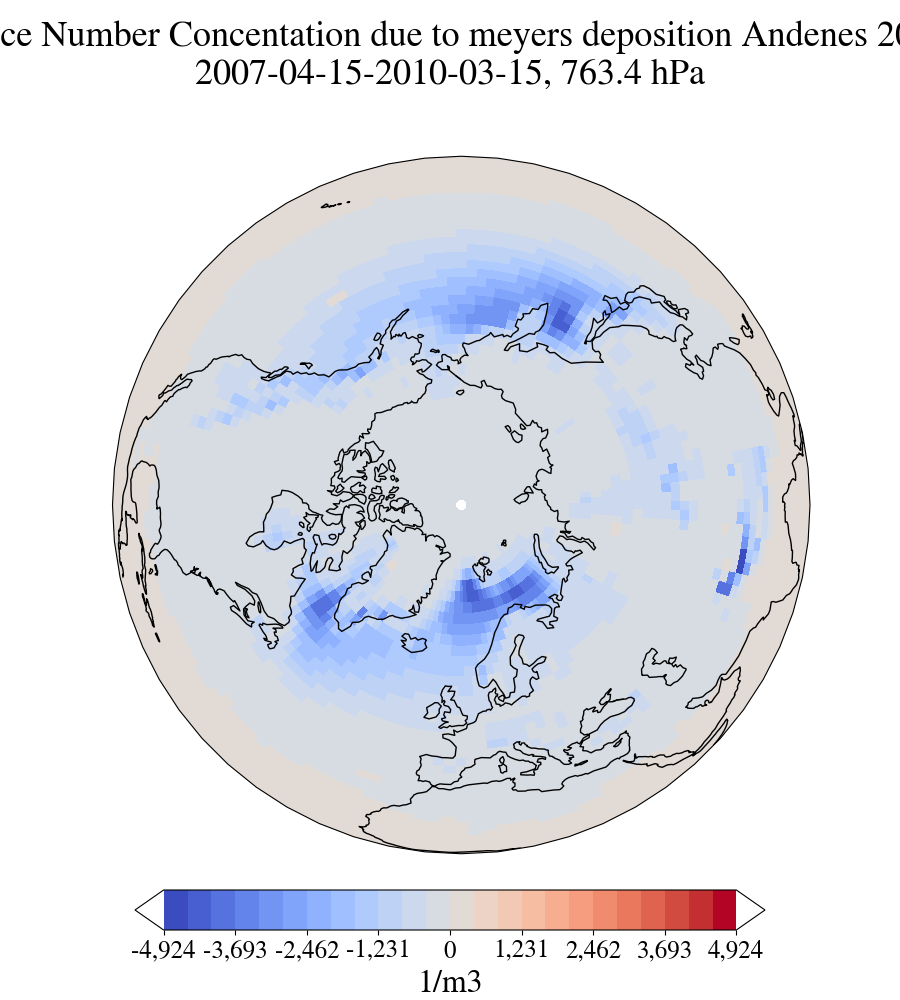 ce Number Concentation due to meyers deposition Andenes 20
2007-04-15-2010-03-15, 763.4 hPa
-4,924 -3,693 -2,462 -1,231 0 1,231 2,462 3,693 4,924
1/m3